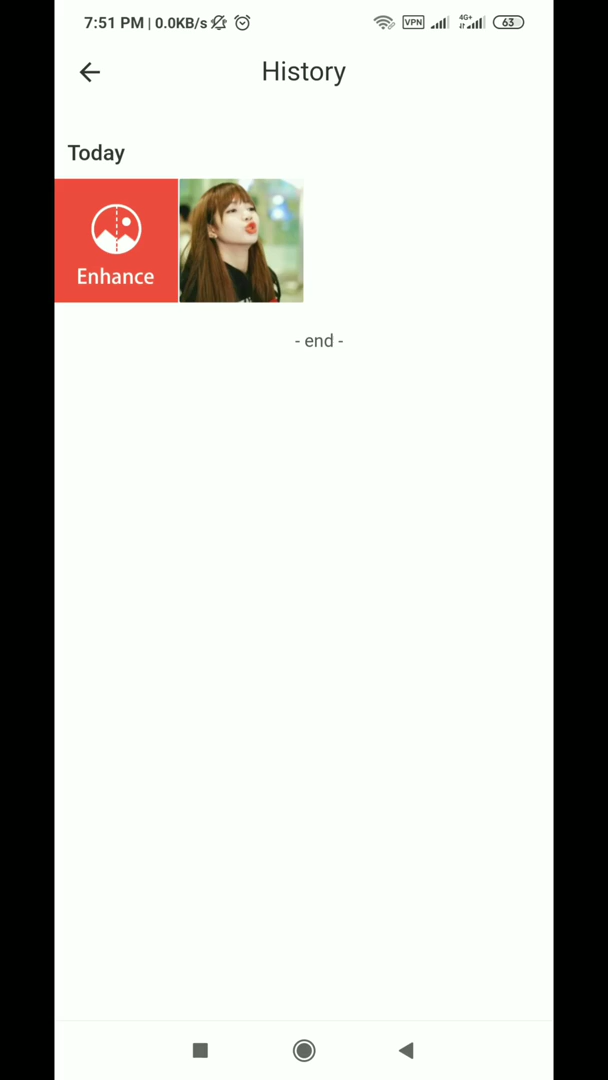 7:51 PM | 0.0KB/s
VPN
4G+
63
History
Today
Enhance
- end -